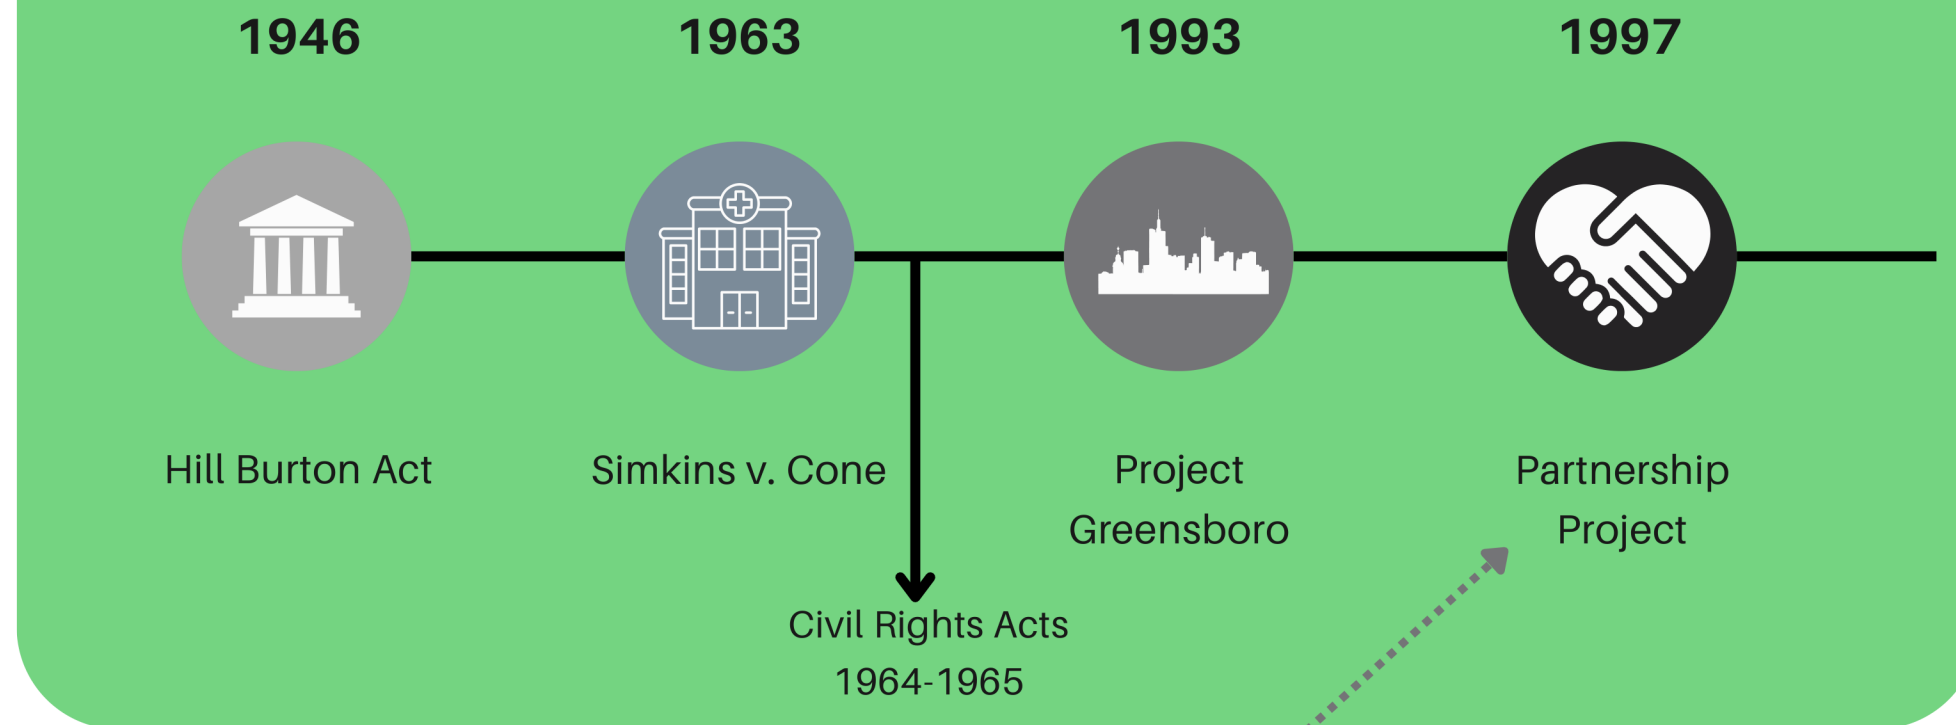 1946
1963
1993
1997
Hill Burton Act
Simkins v. Cone
Project
Greensboro
Partnership
Project
Civil Rights Acts
1964-1965